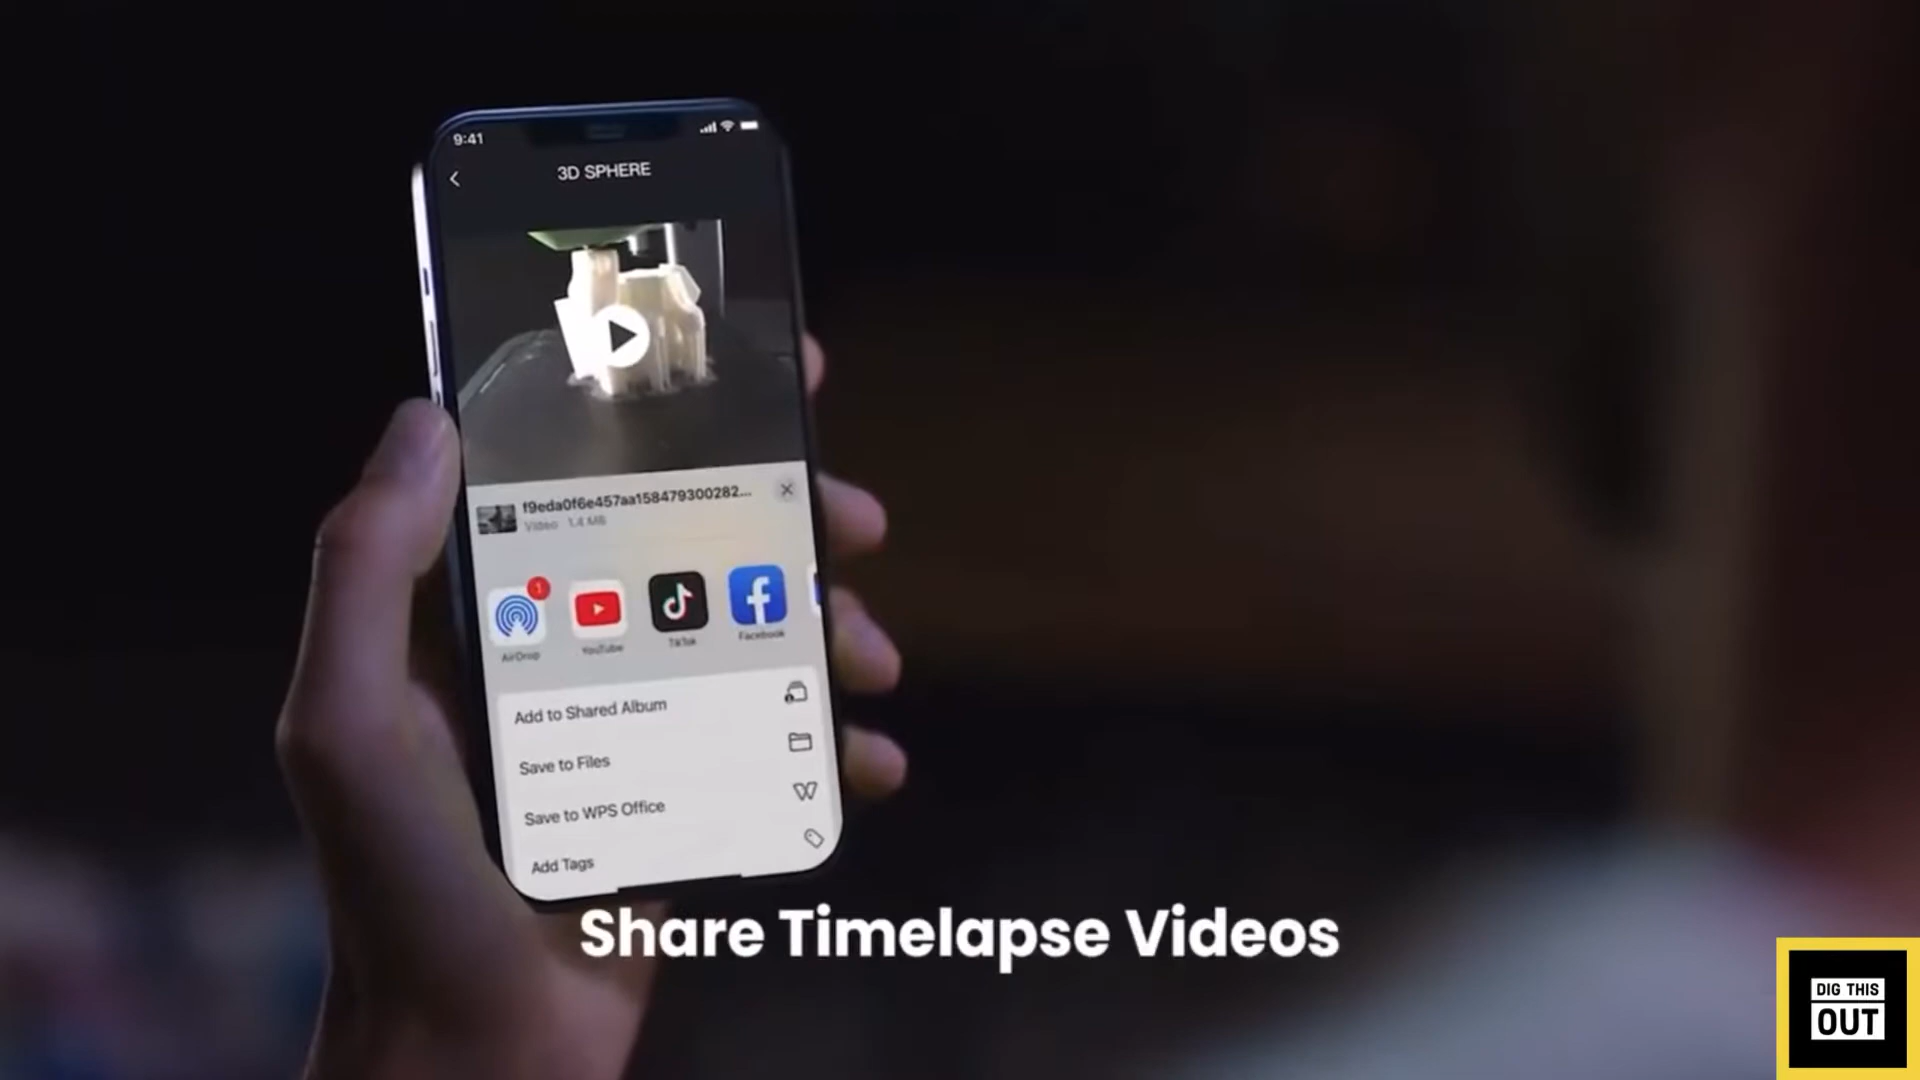 9:41
3D SPHERE
f9eda0f6e457aa158479300282...
Video 1.4 MB
1
AirDrop
YouTube
TikTok
Facebook
Add to Shared Album
Save to Files
Save to WPS Office
Add Tags
Share Timelapse Videos
DIG THIS
OUT